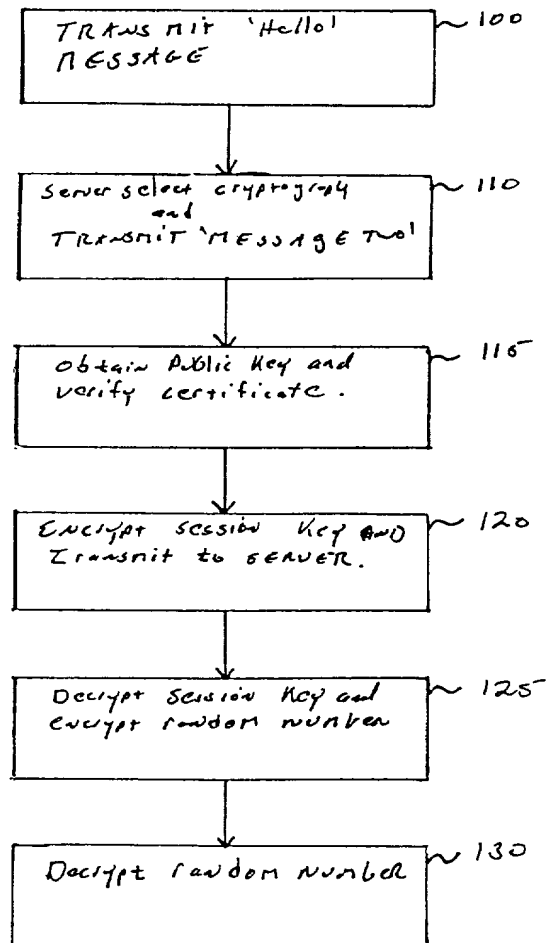 TRANSMIT 'Hello'
100
MESSAGE
Server select cryptograph
110
and
TRANSMIT 'MESSAGE TWO'
Obtain Public Key and
115
verify certificate.
Encrypt session Key AND
120
Transmit to SERVER.
Decrypt Session Key and
125
encrypt random number
Decrypt random number
130